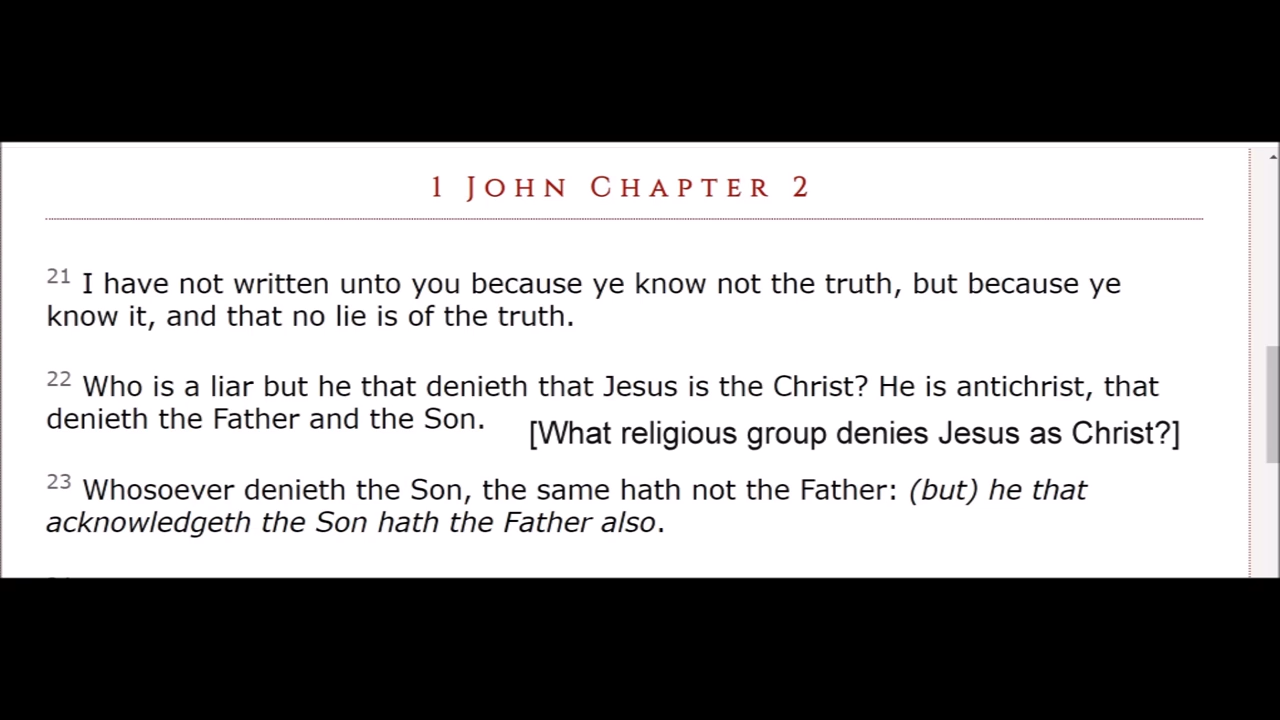 1 John Chapter 2
21 I have not written unto you because ye know not the truth, but because ye
know it, and that no lie is of the truth.
22 Who is a liar but he that denieth that Jesus is the Christ? He is antichrist, that
denieth the Father and the Son.
[What religious group denies Jesus as Christ?]
23 Whosoever denieth the Son, the same hath not the Father: (but) he that
acknowledgeth the Son hath the Father also.